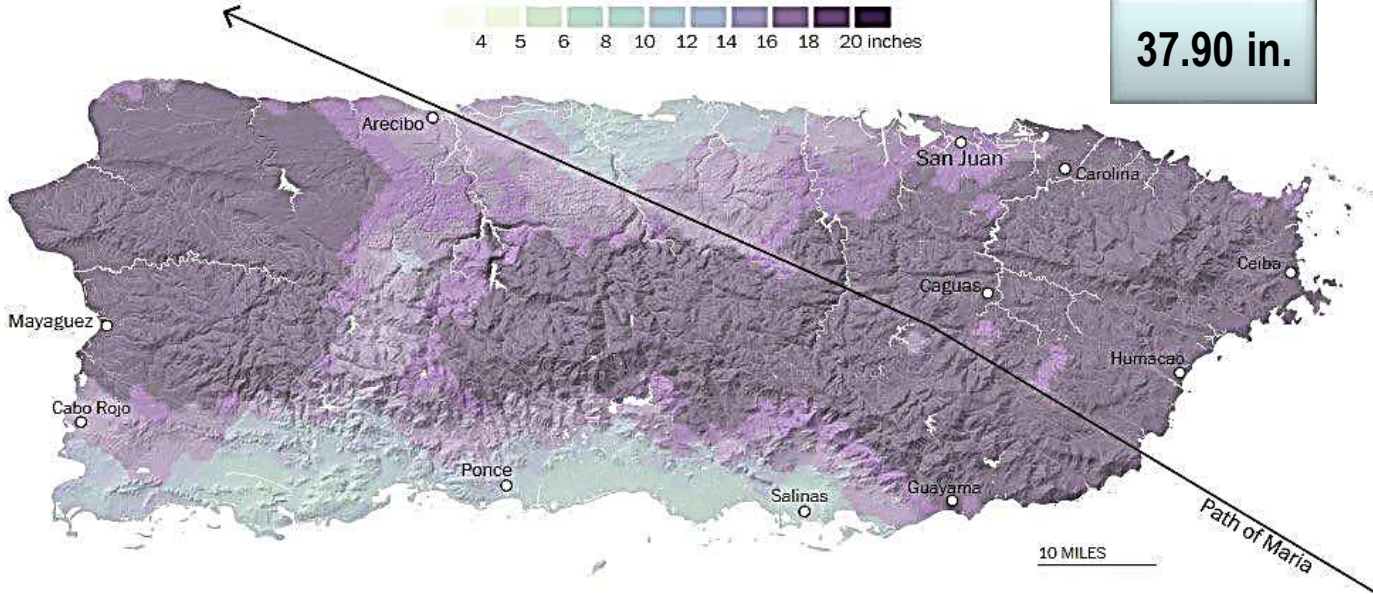 4 5 6 8 10 12 14 16 18 20 inches
37.90 in.
Arecibo
San Juan
Carolina
Ceiba
Caguas
Mayaguez
Humacao
Cabo Rojo
Ponce
Salinas
Guayama
Path of Maria
10 MILES